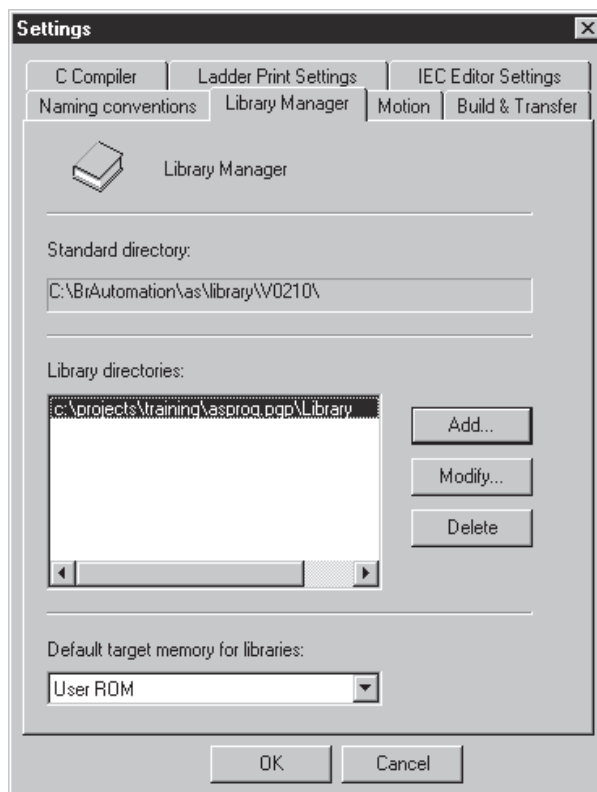 Settings
C Compiler
Ladder Print Settings
IEC Editor Settings
Naming conventions
Library Manager
Motion
Build & Transfer
Library Manager
Standard directory:
C:\BrAutomation\as\library\V0210\
Library directories:
c:\projects\training\asprog.pgp\Library
Add...
Modify...
Delete
Default target memory for libraries:
User ROM
OK
Cancel